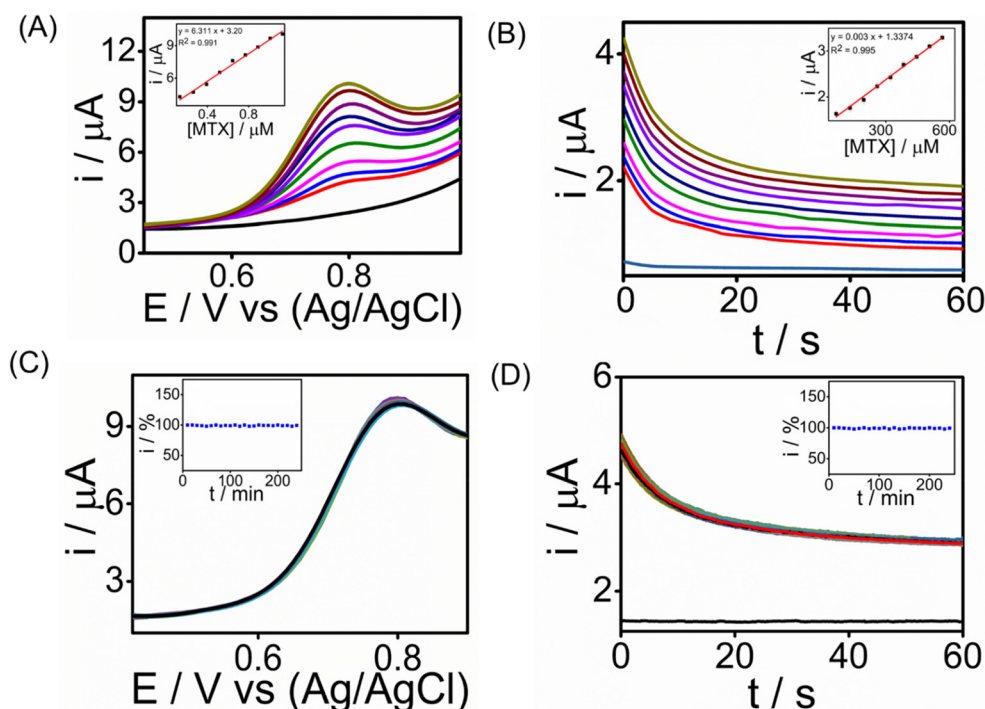 (A)
i / μA
12
9
6
3
0
0.6
0.8
E / V vs (Ag/AgCl)
y = 6.311 x + 3.20
R2 = 0.991
i / μA
9
6
0.4
0.8
[MTX] / μM
(B)
i / μA
4
2
0
20
40
60
t / s
y = 0.003 x + 1.3374
R2 = 0.995
i / μA
3
2
300
600
[MTX] / μM
(C)
i / μA
9
6
3
0.6
0.8
E / V vs (Ag/AgCl)
i / %
150
100
50
0
100
200
t / min
(D)
i / μA
6
4
2
0
20
40
60
t / s
i / %
150
100
50
0
100
200
t / min